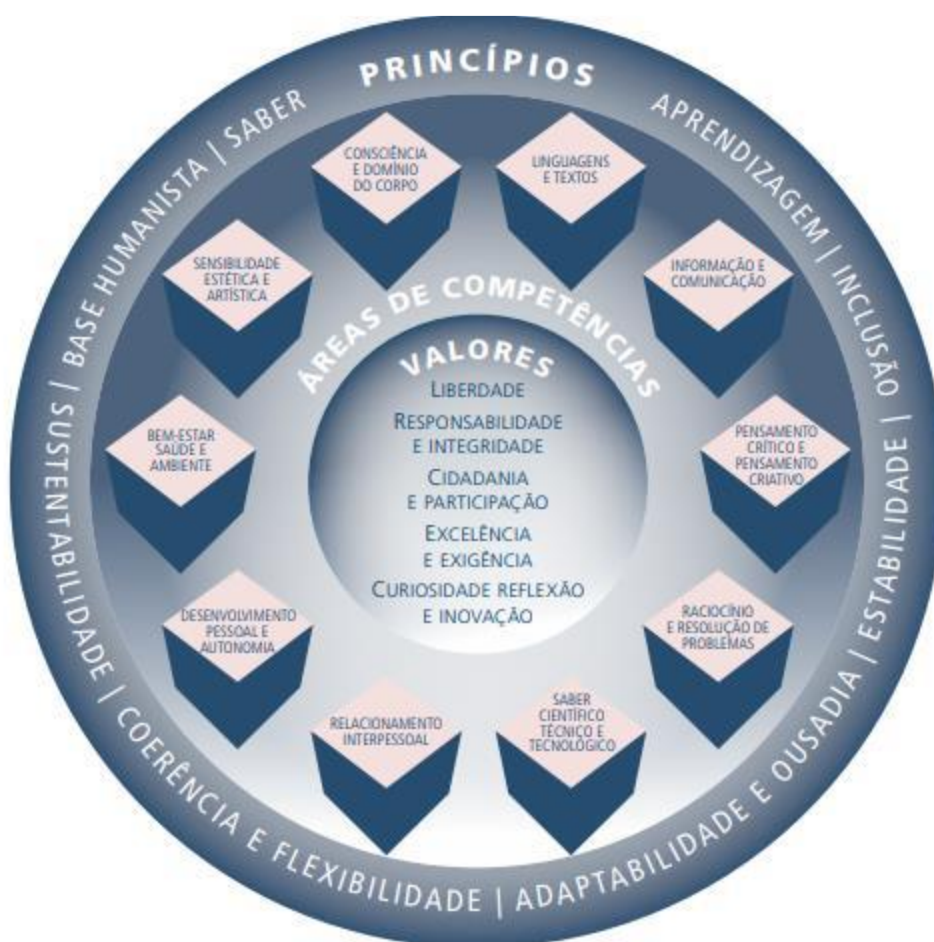 PRINCÍPIOS
APRENDIZAGEM | INCLUSÃO | ESTABILIDADE | ADAPTABILIDADE E OUSADIA | COERÊNCIA E FLEXIBILIDADE | SUSTENTABILIDADE | BASE HUMANISTA | SABER
CONSCIÊNCIA
E DOMÍNIO
DO CORPO
LINGUAGENS
E TEXTOS
SENSIBILIDADE
ESTÉTICA E
ARTÍSTICA
INFORMAÇÃO E
COMUNICAÇÃO
BEM-ESTAR
SAÚDE E
AMBIENTE
PENSAMENTO
CRÍTICO E
PENSAMENTO
CRIATIVO
DESENVOLVIMENTO
PESSOAL E
AUTONOMIA
RACIOCÍNIO
E RESOLUÇÃO DE
PROBLEMAS
RELACIONAMENTO
INTERPESSOAL
SABER
CIENTÍFICO
TÉCNICO E
TECNOLÓGICO
ÁREAS DE COMPETÊNCIAS
VALORES
LIBERDADE
RESPONSABILIDADE
E INTEGRIDADE
CIDADANIA
E PARTICIPAÇÃO
EXCELÊNCIA
E EXIGÊNCIA
CURIOSIDADE REFLEXÃO
E INOVAÇÃO